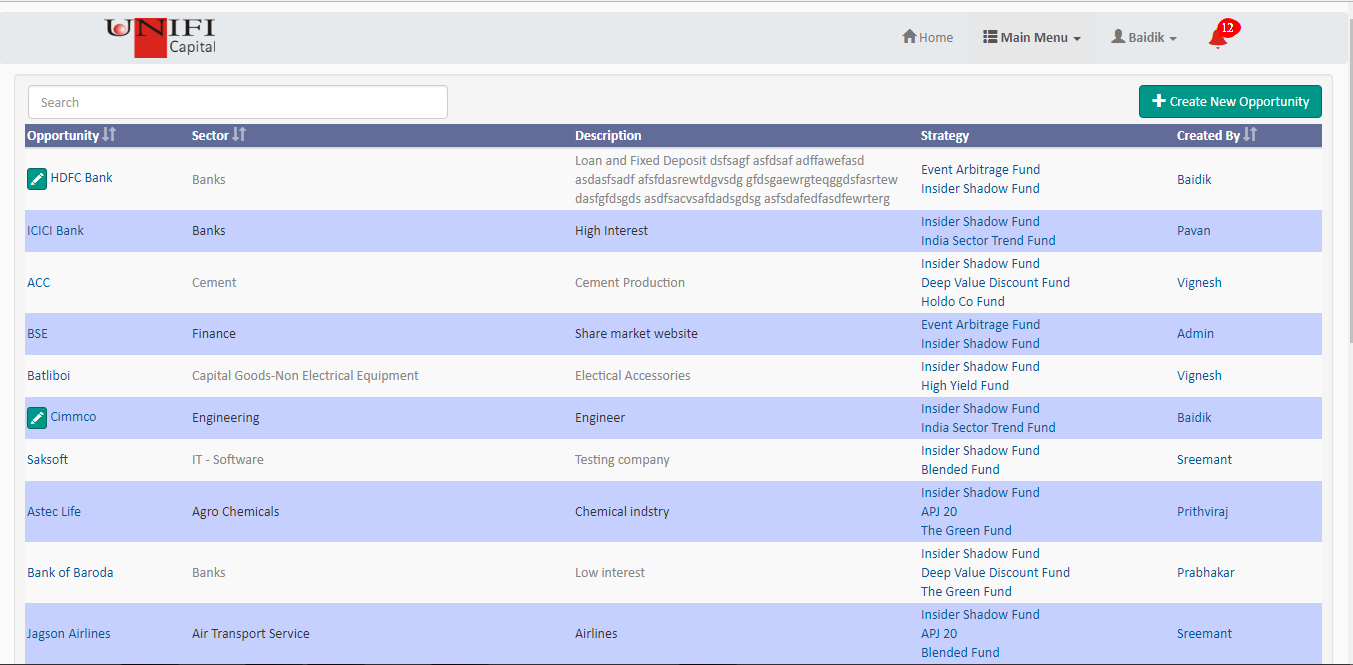 UNIFI
Capital
Home Main Menu Baidik 12
Search Create New Opportunity
Opportunity Sector Description Strategy Created By
HDFC Bank Banks Loan and Fixed Deposit dsfsagf asfdsaf adffawefasd
asdasfsadf afsfdasrewtdgvsdg gfdsgaewrgteqggdsfasrtew
dasfgfdsgds asdfsacvsafdadsgdsg asfsdafedfasdfewrterg
Event Arbitrage Fund
Insider Shadow Fund
Baidik
ICICI Bank Banks High Interest
Insider Shadow Fund
India Sector Trend Fund
Pavan
ACC Cement Cement Production
Insider Shadow Fund
Deep Value Discount Fund
Holdo Co Fund
Vignesh
BSE Finance Share market website
Event Arbitrage Fund
Insider Shadow Fund
Admin
Batliboi Capital Goods-Non Electrical Equipment Electical Accessories
Insider Shadow Fund
High Yield Fund
Vignesh
Cimmco Engineering Engineer
Insider Shadow Fund
India Sector Trend Fund
Baidik
Saksoft IT - Software Testing company
Insider Shadow Fund
Blended Fund
Sreemant
Astec Life Agro Chemicals Chemical indstry
Insider Shadow Fund
APJ 20
The Green Fund
Prithviraj
Bank of Baroda Banks Low interest
Insider Shadow Fund
Deep Value Discount Fund
The Green Fund
Prabhakar
Jagson Airlines Air Transport Service Airlines
Insider Shadow Fund
APJ 20
Blended Fund
Sreemant